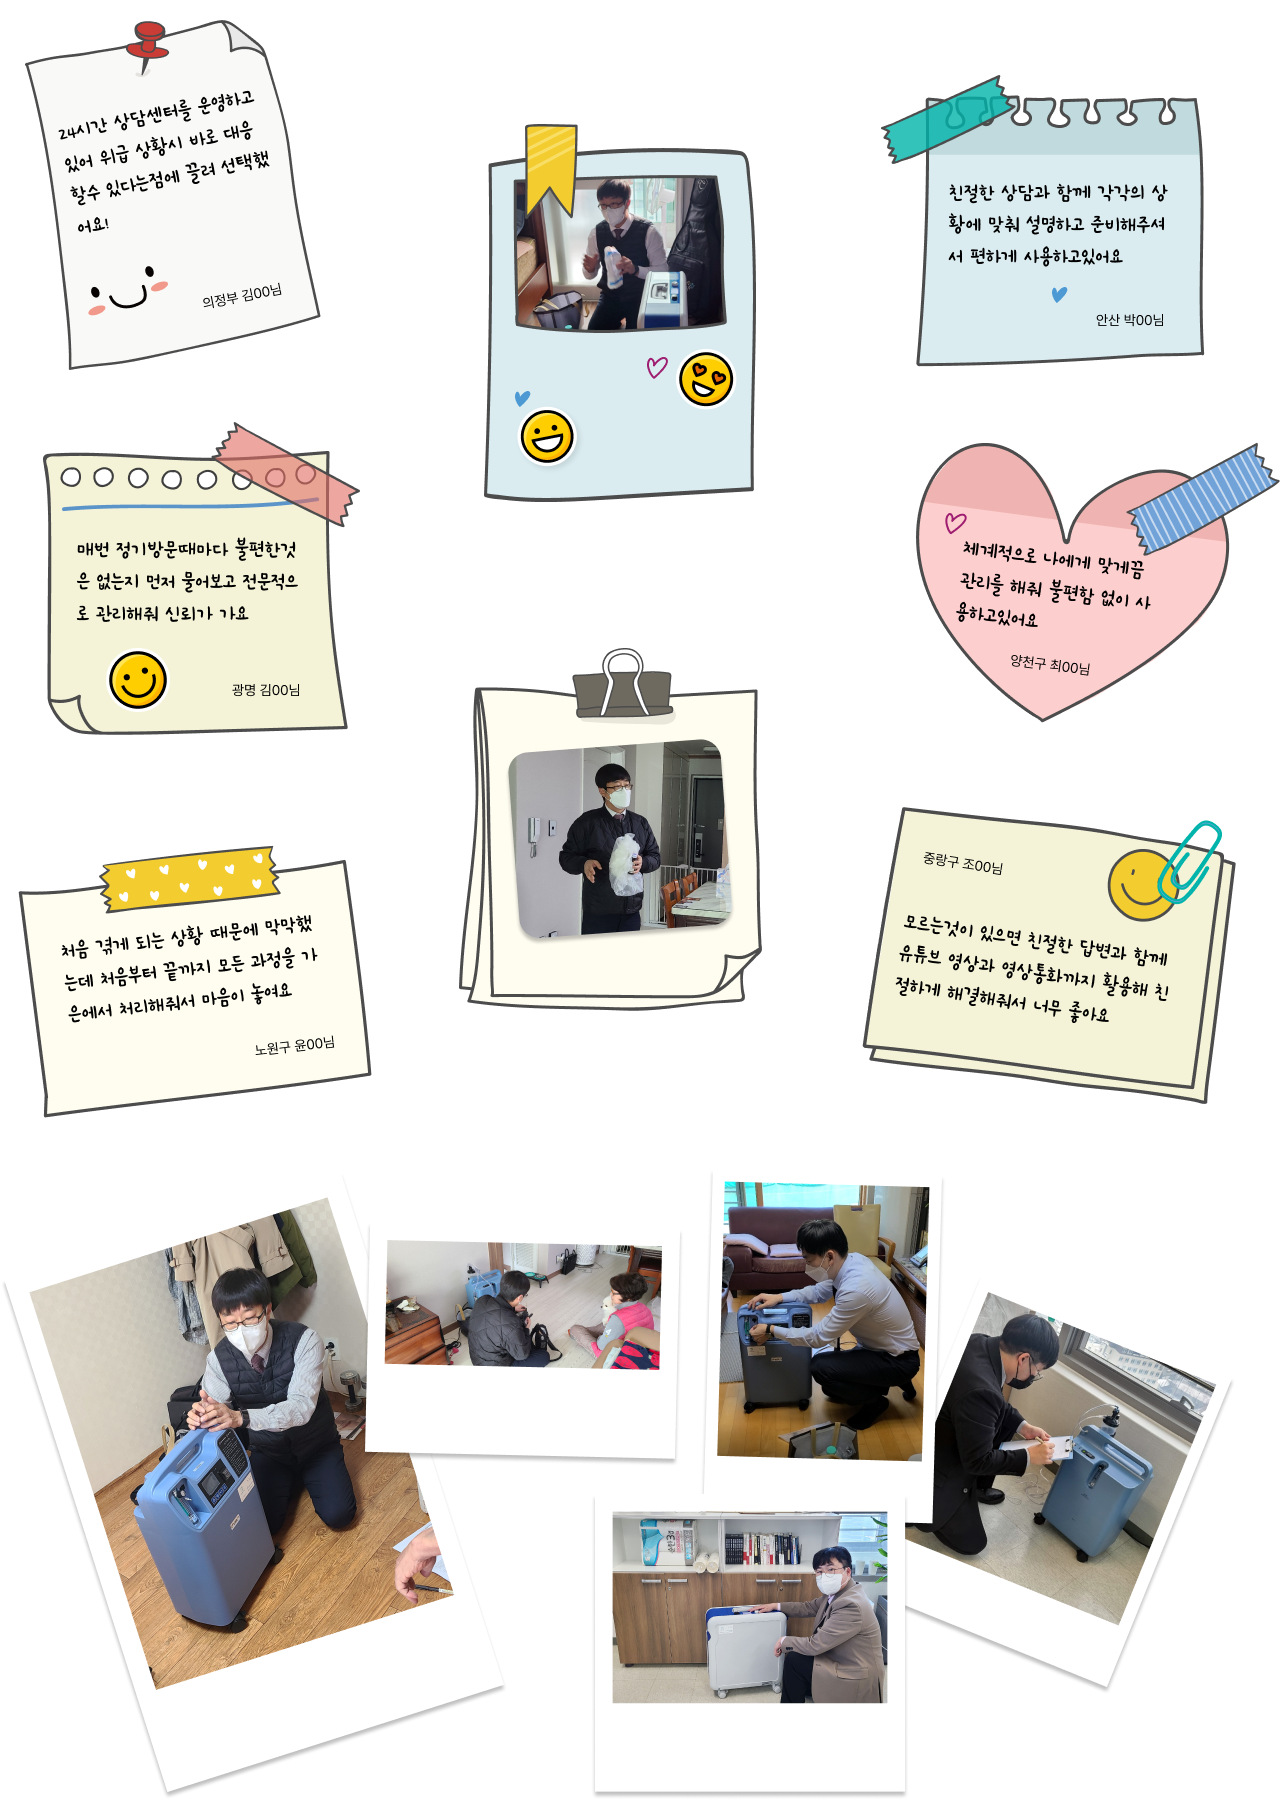 24시간 상담센터를 운영하고
있어 위급 상황시 바로 대응
할수 있다는점에 끌려 선택했
어요!
의정부 김00님
친절한 상담과 함께 각각의 상
황에 맞춰 설명하고 준비해주셔
서 편하게 사용하고있어요
안산 박00님
매번 정기방문때마다 불편한것
은 없는지 먼저 물어보고 전문적으
로 관리해줘 신뢰가 가요
광명 김00님
체계적으로 나에게 맞게끔
관리를 해줘 불편함 없이 사
용하고있어요
양천구 최00님
처음 겪게 되는 상황 때문에 막막했
는데 처음부터 끝까지 모든 과정을 가
은에서 처리해줘서 마음이 놓여요
노원구 윤00님
중랑구 조00님
모르는것이 있으면 친절한 답변과 함께
유튜브 영상과 영상통화까지 활용해 친
절하게 해결해줘서 너무 좋아요